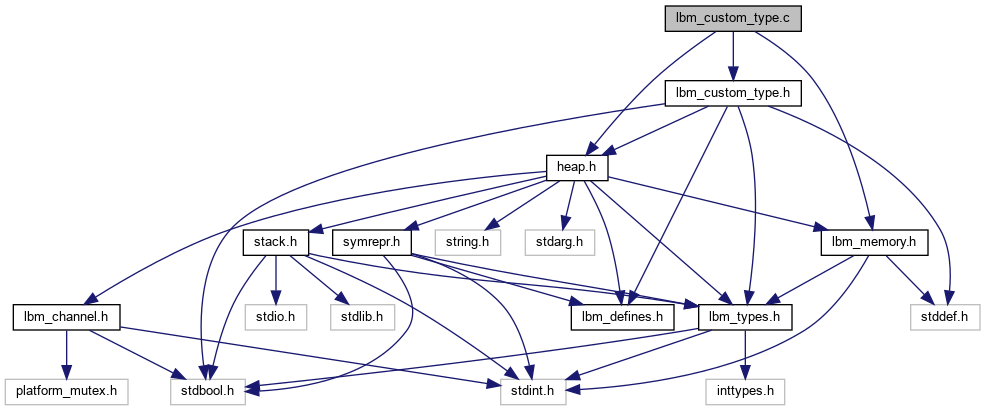 lbm_custom_type.c
lbm_custom_type.h
heap.h
stack.h
symrepr.h
string.h
stdarg.h
lbm_memory.h
lbm_channel.h
stdio.h
stdlib.h
lbm_defines.h
lbm_types.h
stddef.h
platform_mutex.h
stdbool.h
stdint.h
inttypes.h